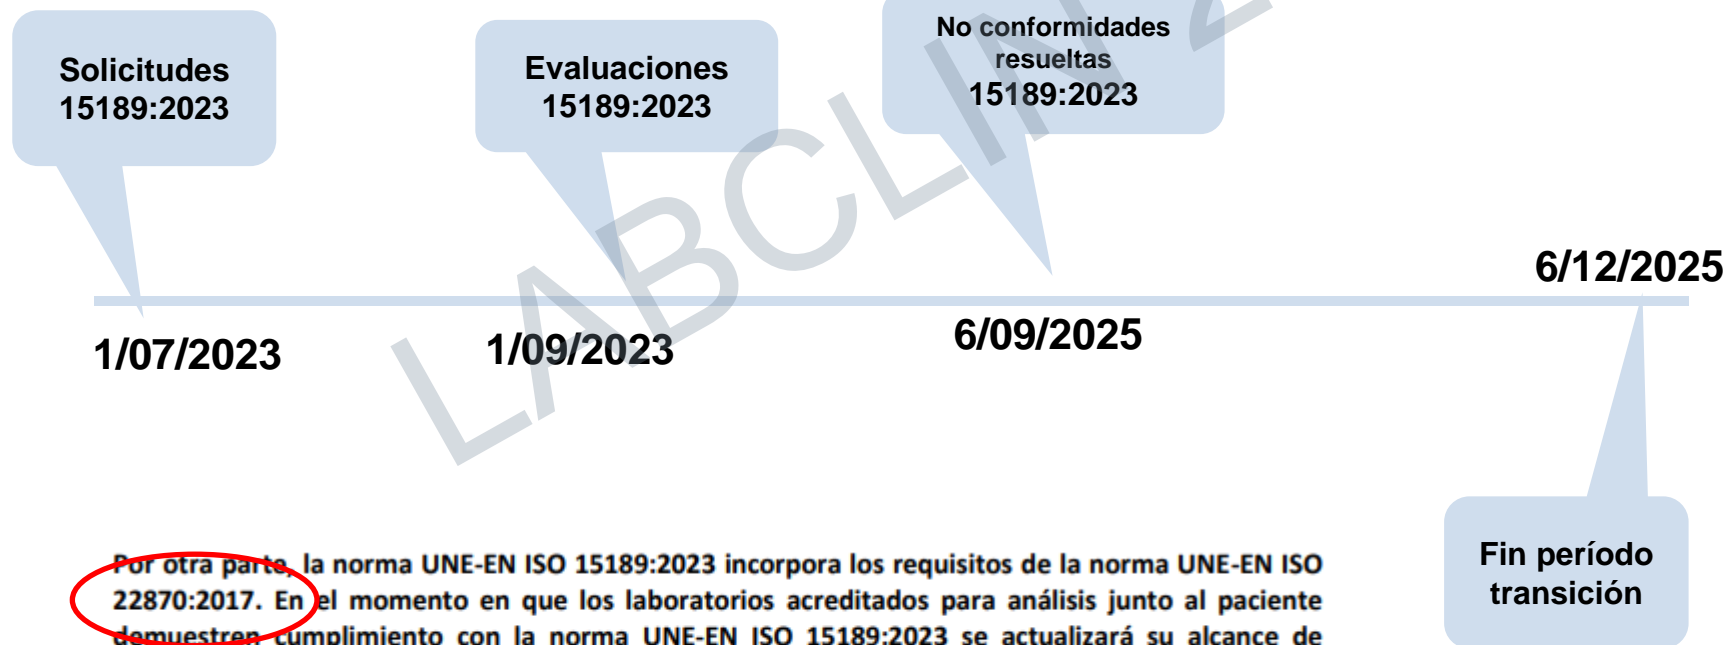 Solicitudes
15189:2023
Evaluaciones
15189:2023
No conformidades
resueltas
15189:2023
6/12/2025
1/07/2023
1/09/2023
6/09/2025
Fin período
transición
Por otra parte, la norma UNE-EN ISO 15189:2023 incorpora los requisitos de la norma UNE-EN ISO
22870:2017. En el momento en que los laboratorios acreditados para análisis junto al paciente
demuestren cumplimiento con la norma UNE-EN ISO 15189:2023 se actualizará su alcance de
LABCLIN 2